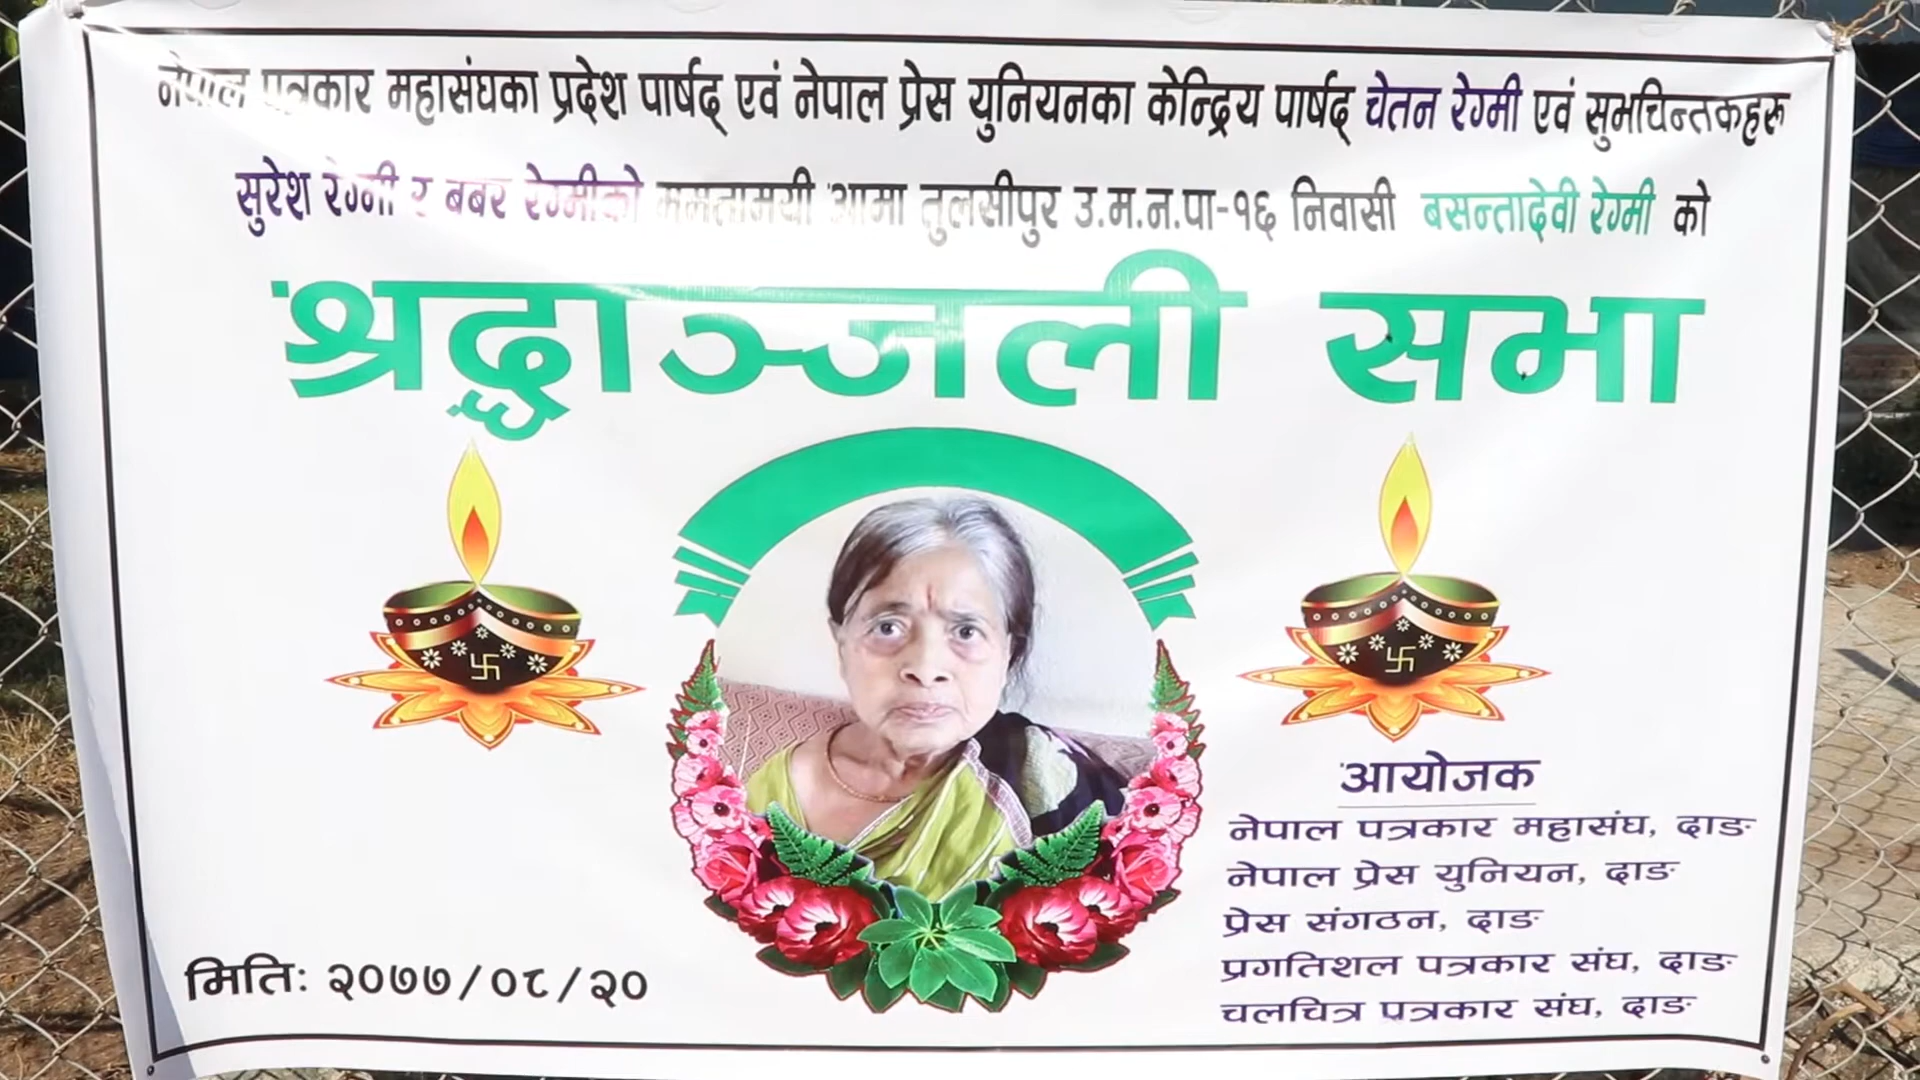 नेपाल पत्रकार महासंघका प्रदेश पार्षद् एवं नेपाल प्रेस युनियनका केन्द्रिय पार्षद् चेतन रेग्मी एवं सुभचिन्तकहरू
सुरेश रेग्मी र बबर रेग्मीको ममतामयी आमा तुलसीपुर उ.म.न.पा-१६ निवासी बसन्तादेवी रेग्मी को
श्रद्धाञ्जली सभा
आयोजक
नेपाल पत्रकार महासंघ, दाङ
नेपाल प्रेस युनियन, दाङ
प्रेस संगठन, दाङ
प्रगतिशल पत्रकार संघ, दाङ
चलचित्र पत्रकार संघ, दाङ
मिति: २०७७/०८/२०